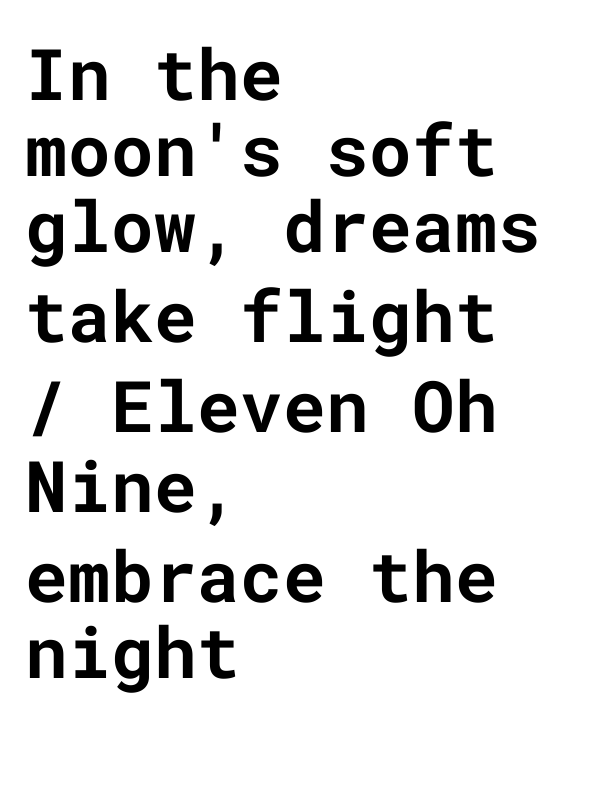 In the
moon's soft
glow, dreams
take flight
/ Eleven Oh
Nine,
embrace the
night